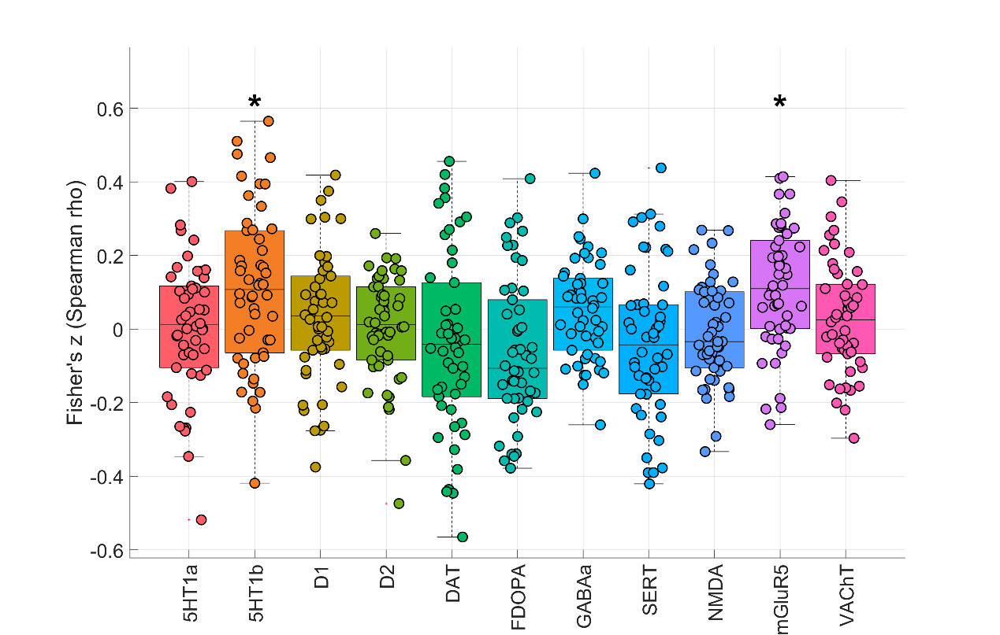 *
*
0.6
0.4
0.2
0
-0.2
-0.4
-0.6
Fisher's z (Spearman rho)
5HT1a
5HT1b
D1
D2
DAT
FDOPA
GABAa
SERT
NMDA
mGluR5
VAChT